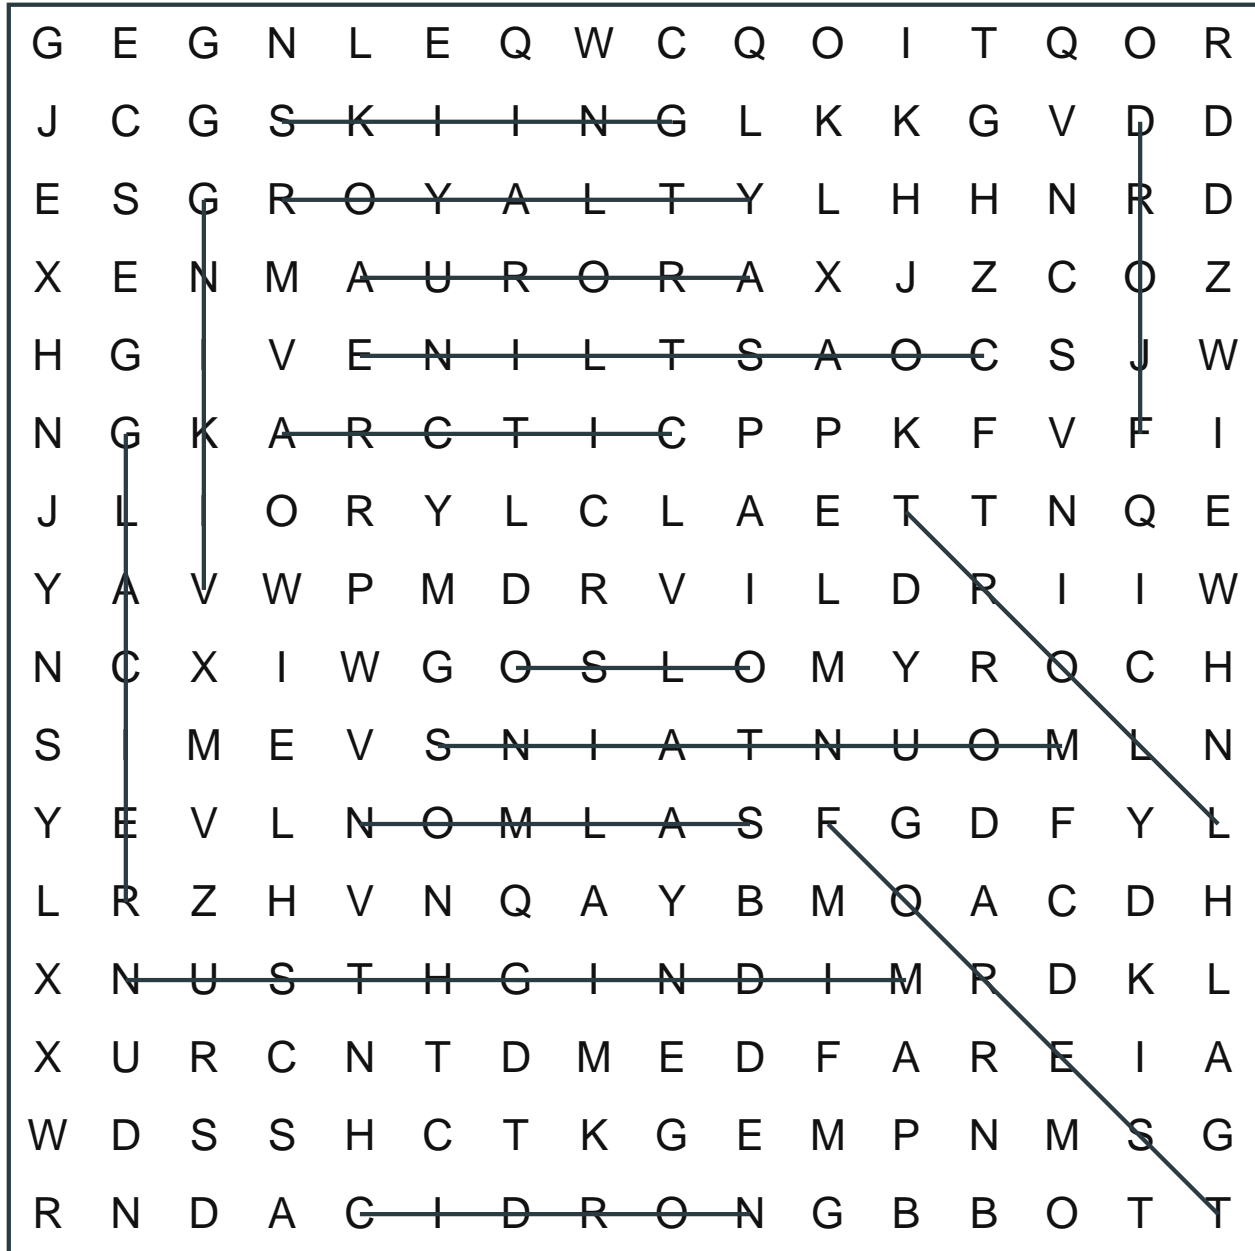 G E G N L E Q W C Q O I T Q O R
J C G S K I I N G L K K G V D D
E S G R O Y A L T Y L H H N R D
X E N M A U R O R A X J Z C O Z
H G I V E N I L T S A O C S J W
N G K A R C T I C P P K F V F I
J L I O R Y L C L A E T T N Q E
Y A V W P M D R V I L D R I I W
N C X I W G O S L O M Y R O C H
S I M E V S N I A T N U O M L N
Y E V L N O M L A S F G D F Y L
L R Z H V N Q A Y B M O A C D H
X N U S T H G I N D I M R D K L
X U R C N T D M E D F A R E I A
W D S S H C T K G E M P N M S G
R N D A C I D R O N G B B O T T